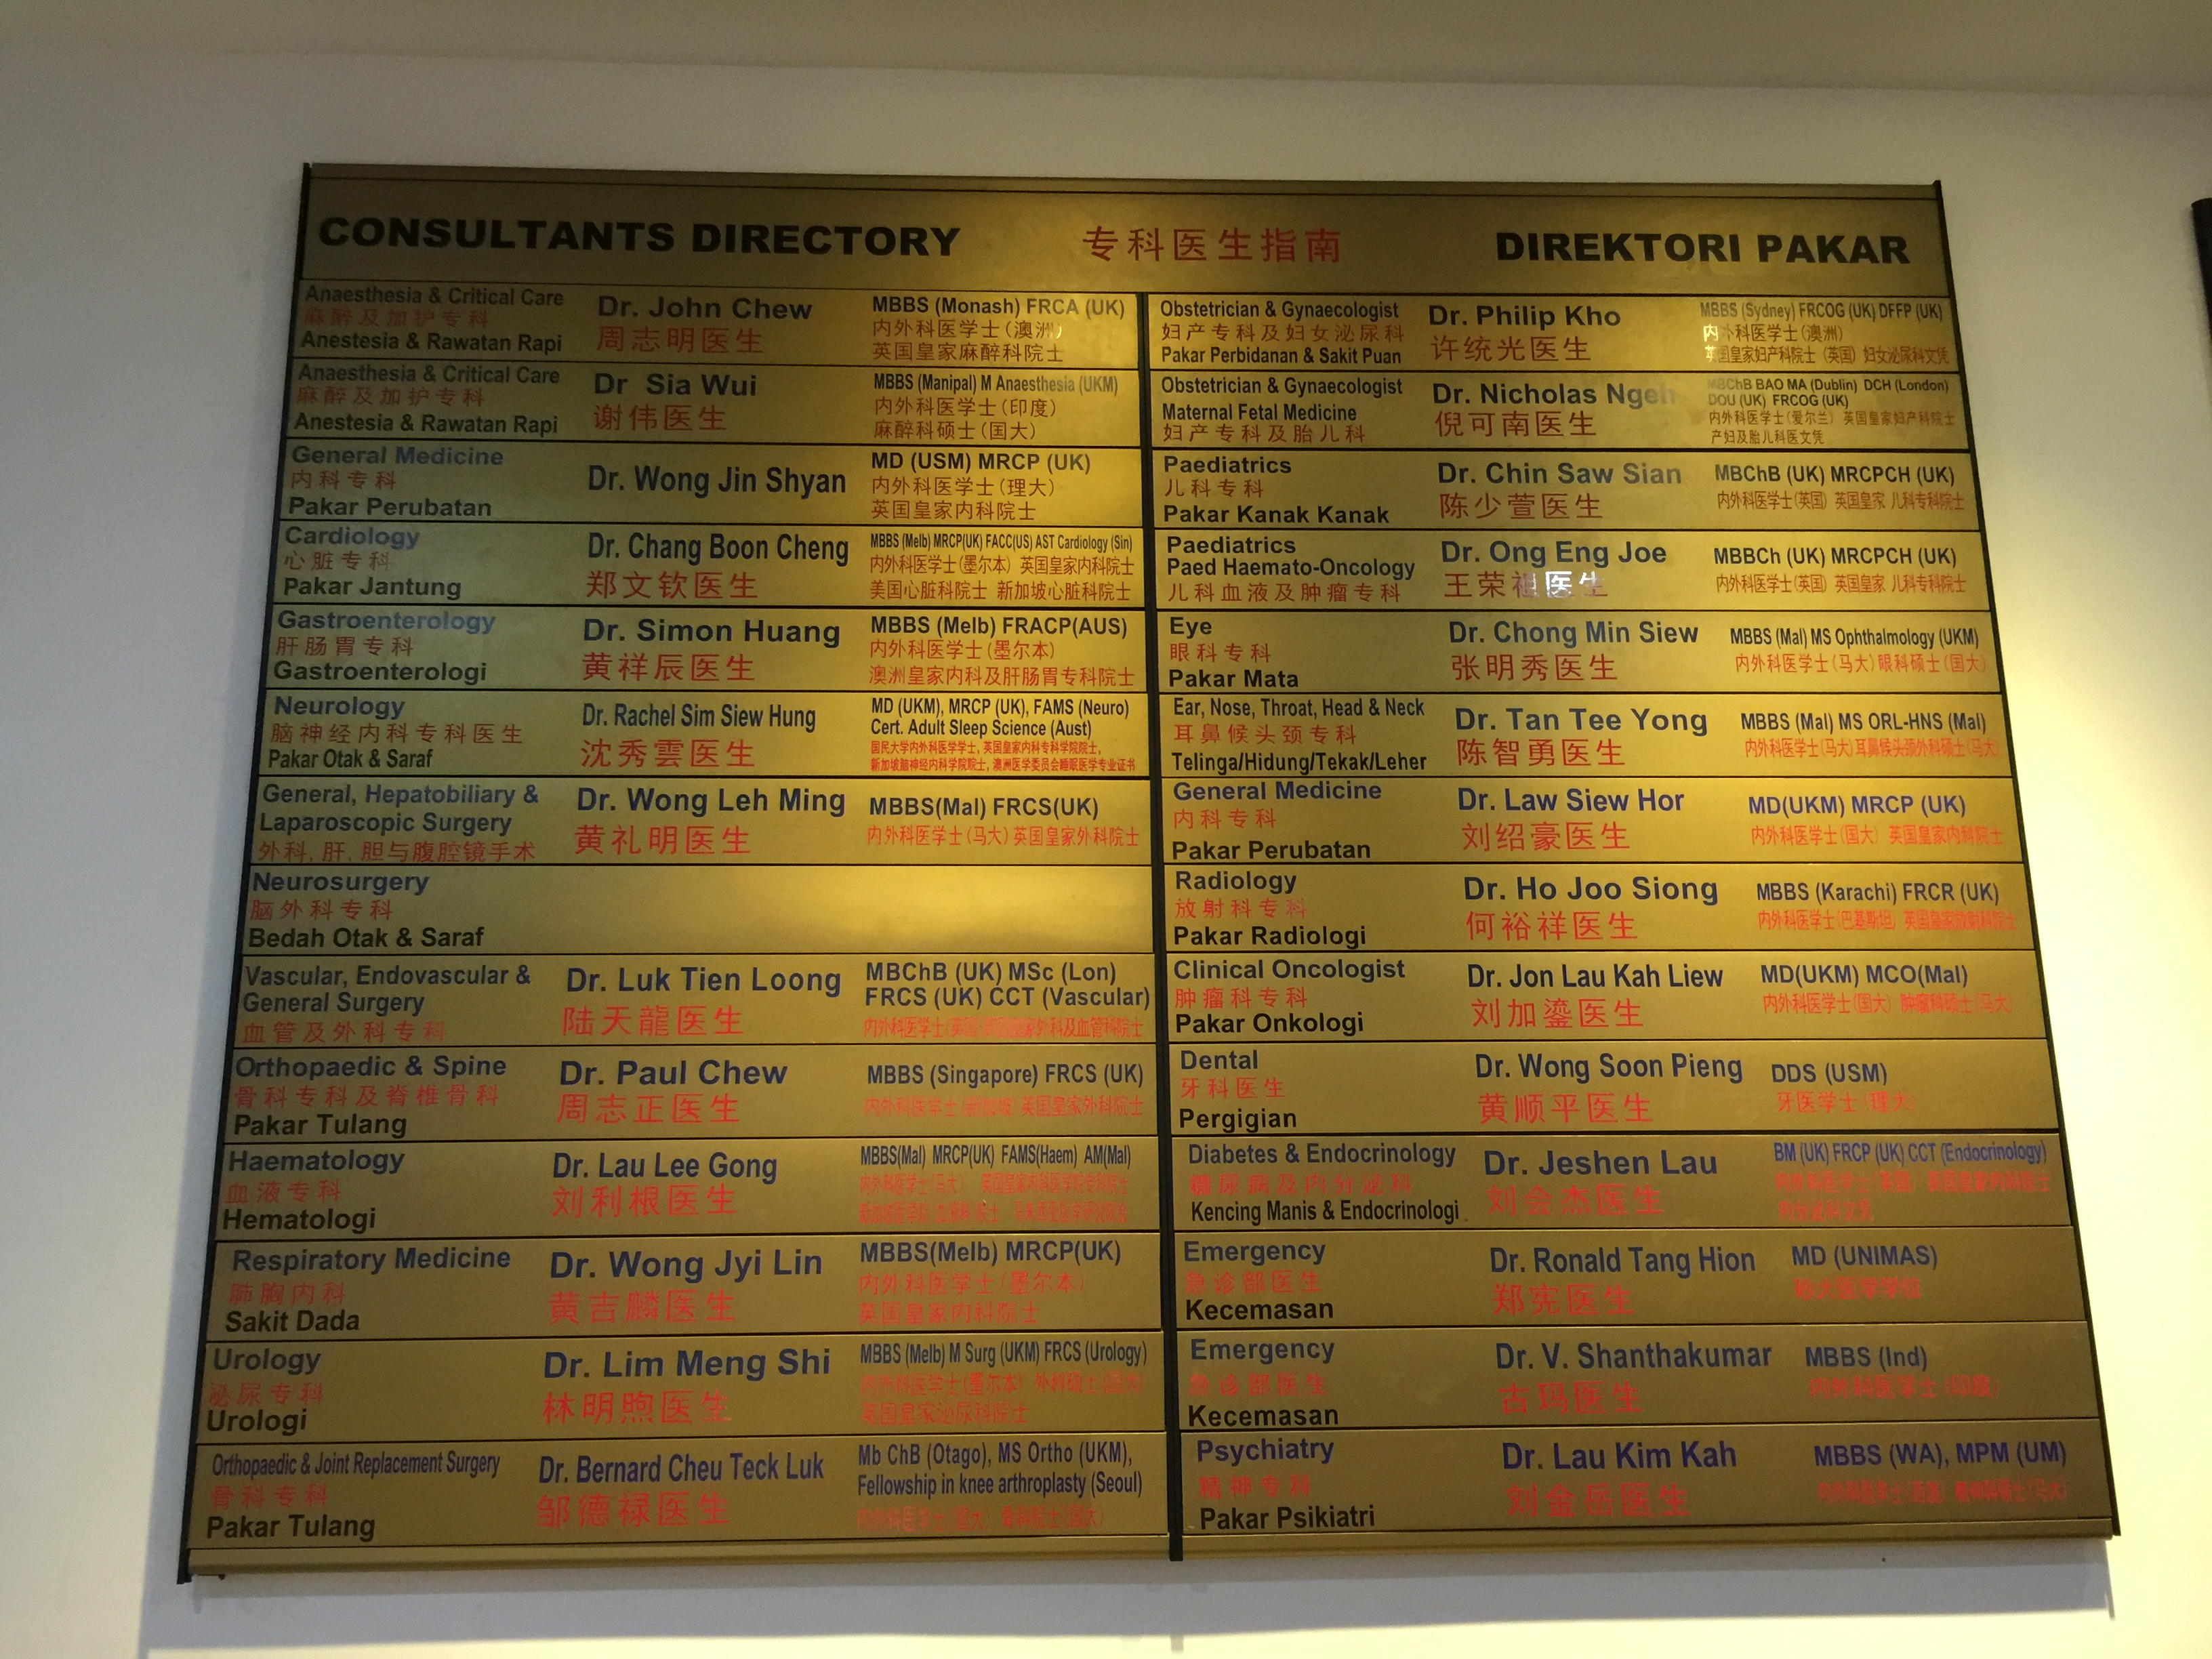 CONSULTANTS DIRECTORY 专科医生指南 DIREKTORI PAKAR
Anaesthesia & Critical Care
麻醉及加护专科
Anestesia & Rawatan Rapi
Dr. John Chew
周志明医生
MBBS (Monash) FRCA (UK)
内外科医学士(澳洲)
英国皇家麻醉科院士
Anaesthesia & Critical Care
麻醉及加护专科
Anestesia & Rawatan Rapi
Dr Sia Wui
谢伟医生
MBBS (Manipal) M Anaesthesia (UKM)
内外科医学士(印度)
麻醉科硕士(国大)
General Medicine
内科专科
Pakar Perubatan
Dr. Wong Jin Shyan
MD (USM) MRCP (UK)
内外科医学士(理大)
英国皇家内科院士
Cardiology
心脏专科
Pakar Jantung
Dr. Chang Boon Cheng
郑文钦医生
MBBS (Melb) MRCP(UK) FACC(US) AST Cardiology (Sin)
内外科医学士(墨尔本) 英国皇家内科院士
美国心脏科院士 新加坡心脏科院士
Gastroenterology
肝肠胃专科
Gastroenterologi
Dr. Simon Huang
黄祥辰医生
MBBS (Melb) FRACP(AUS)
内外科医学士(墨尔本)
澳洲皇家内科及肝肠胃专科院士
Neurology
脑神经内科专科医生
Pakar Otak & Saraf
Dr. Rachel Sim Siew Hung
沈秀雲医生
MD (UKM), MRCP (UK), FAMS (Neuro)
Cert. Adult Sleep Science (Aust)
国民大学内外科医学学士, 英国皇家内科专科学院院士,
新加坡脑神经内科学院院士, 澳洲医学委员会睡眠医学专业证书
General, Hepatobiliary &
Laparoscopic Surgery
外科, 肝, 胆与腹腔镜手术
Dr. Wong Leh Ming
黄礼明医生
MBBS(Mal) FRCS(UK)
内外科医学士(马大)英国皇家外科院士
Neurosurgery
脑外科专科
Bedah Otak & Saraf
Vascular, Endovascular &
General Surgery
血管及外科专科
Dr. Luk Tien Loong
陆天龍医生
MBChB (UK) MSc (Lon)
FRCS (UK) CCT (Vascular)
内外科医学士(英国)英国皇家外科及血管科院士
Orthopaedic & Spine
骨科专科及脊椎骨科
Pakar Tulang
Dr. Paul Chew
周志正医生
MBBS (Singapore) FRCS (UK)
内外科医学士(新加坡)英国皇家外科院士
Haematology
血液专科
Hematologi
Dr. Lau Lee Gong
刘利根医生
MBBS(Mal) MRCP(UK) FAMS(Haem) AM(Mal)
内外科医学士(马大)
Respiratory Medicine
肺胸内科
Sakit Dada
Dr. Wong Jyi Lin
黄吉麟医生
MBBS(Melb) MRCP(UK)
内外科医学士(墨尔本)
英国皇家内科院士
Urology
泌尿专科
Urologi
Dr. Lim Meng Shi
林明煦医生
MBBS (Melb) M Surg (UKM) FRCS (Urology)
内外科医学士(墨尔本) 外科硕士(国大)
英国皇家泌尿科院士
Orthopaedic & Joint Replacement Surgery
骨科专科
Pakar Tulang
Dr. Bernard Cheu Teck Luk
邹德禄医生
Mb ChB (Otago), MS Ortho (UKM),
Fellowship in knee arthroplasty (Seoul)
Obstetrician & Gynaecologist
妇产专科及妇女泌尿科
Pakar Perbidanan & Sakit Puan
Dr. Philip Kho
许统光医生
MBBS (Sydney) FRCOG (UK) DFFP (UK)
内外科医学士(澳洲)
英国皇家妇产科院士(英国) 妇女泌尿科文凭
Obstetrician & Gynaecologist
Maternal Fetal Medicine
妇产专科及胎儿科
Dr. Nicholas Ngeh
倪可南医生
MBChB BAO MA (Dublin) DCH (London)
DOU (UK) FRCOG (UK)
内外科医学士(爱尔兰) 英国皇家妇产科院士
产妇及胎儿科医文凭
Paediatrics
儿科专科
Pakar Kanak Kanak
Dr. Chin Saw Sian
陈少萱医生
MBChB (UK) MRCPCH (UK)
内外科医学士(英国) 英国皇家 儿科专科院士
Paediatrics
Paed Haemato-Oncology
儿科血液及肿瘤专科
Dr. Ong Eng Joe
王荣祖医生
MBBCh (UK) MRCPCH (UK)
内外科医学士(英国) 英国皇家 儿科专科院士
Eye
眼科专科
Pakar Mata
Dr. Chong Min Siew
张明秀医生
MBBS (Mal) MS Ophthalmology (UKM)
内外科医学士(马大)眼科硕士(国大)
Ear, Nose, Throat, Head & Neck
耳鼻候头颈专科
Telinga/Hidung/Tekak/Leher
Dr. Tan Tee Yong
陈智勇医生
MBBS (Mal) MS ORL-HNS (Mal)
内外科医学士(马大)耳鼻候头颈外科硕士(马大)
General Medicine
内科专科
Pakar Perubatan
Dr. Law Siew Hor
刘绍豪医生
MD(UKM) MRCP (UK)
内外科医学士(国大) 英国皇家内科院士
Radiology
放射科专科
Pakar Radiologi
Dr. Ho Joo Siong
何裕祥医生
MBBS (Karachi) FRCR (UK)
内外科医学士(巴基斯坦) 英国皇家放射科院士
Clinical Oncologist
肿瘤科专科
Pakar Onkologi
Dr. Jon Lau Kah Liew
刘加鎏医生
MD(UKM) MCO(Mal)
内外科医学士(国大) 肿瘤科硕士(马大)
Dental
牙科医生
Pergigian
Dr. Wong Soon Pieng
黄顺平医生
DDS (USM)
牙医学士(理大)
Diabetes & Endocrinology
糖尿病及内分泌科
Kencing Manis & Endocrinologi
Dr. Jeshen Lau
刘会杰医生
BM (UK) FRCP (UK) CCT (Endocrinology)
内外科医学士(英国) 英国皇家内科院士
Emergency
急诊部医生
Kecemasan
Dr. Ronald Tang Hion
郑宪医生
MD (UNIMAS)
Emergency
急诊部医生
Kecemasan
Dr. V. Shanthakumar
古玛医生
MBBS (Ind)
内外科医学士(印度)
Psychiatry
精神专科
Pakar Psikiatri
Dr. Lau Kim Kah
刘金岳医生
MBBS (WA), MPM (UM)